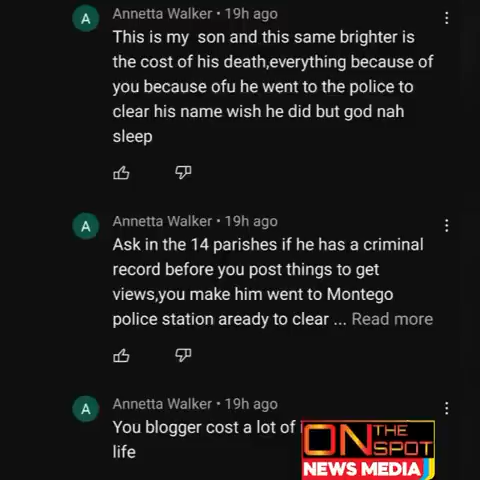 Annetta Walker • 19h ago
This is my son and this same brighter is
the cost of his death,everything because of
you because ofu he went to the police to
clear his name wish he did but god nah
sleep
Annetta Walker • 19h ago
Ask in the 14 parishes if he has a criminal
record before you post things to get
views,you make him went to Montego
police station aready to clear ... Read more
Annetta Walker • 19h ago
You blogger cost a lot of
life
A
A
A
ON THE SPOT
NEWS MEDIA